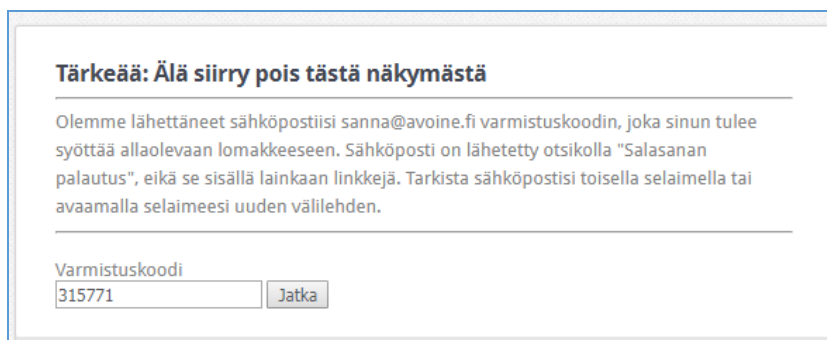 Tärkeää: Älä siirry pois tästä näkymästä
Olemme lähettäneet sähköpostiisi sanna@avoine.fi varmistuskoodin, joka sinun tulee
syöttää allaolevaan lomakkeeseen. Sähköposti on lähetetty otsikolla "Salasanan
palautus", eikä se sisällä lainkaan linkkejä. Tarkista sähköpostisi toisella selaimella tai
avaamalla selaimeesi uuden välilehden.
Varmistuskoodi
315771 Jatka